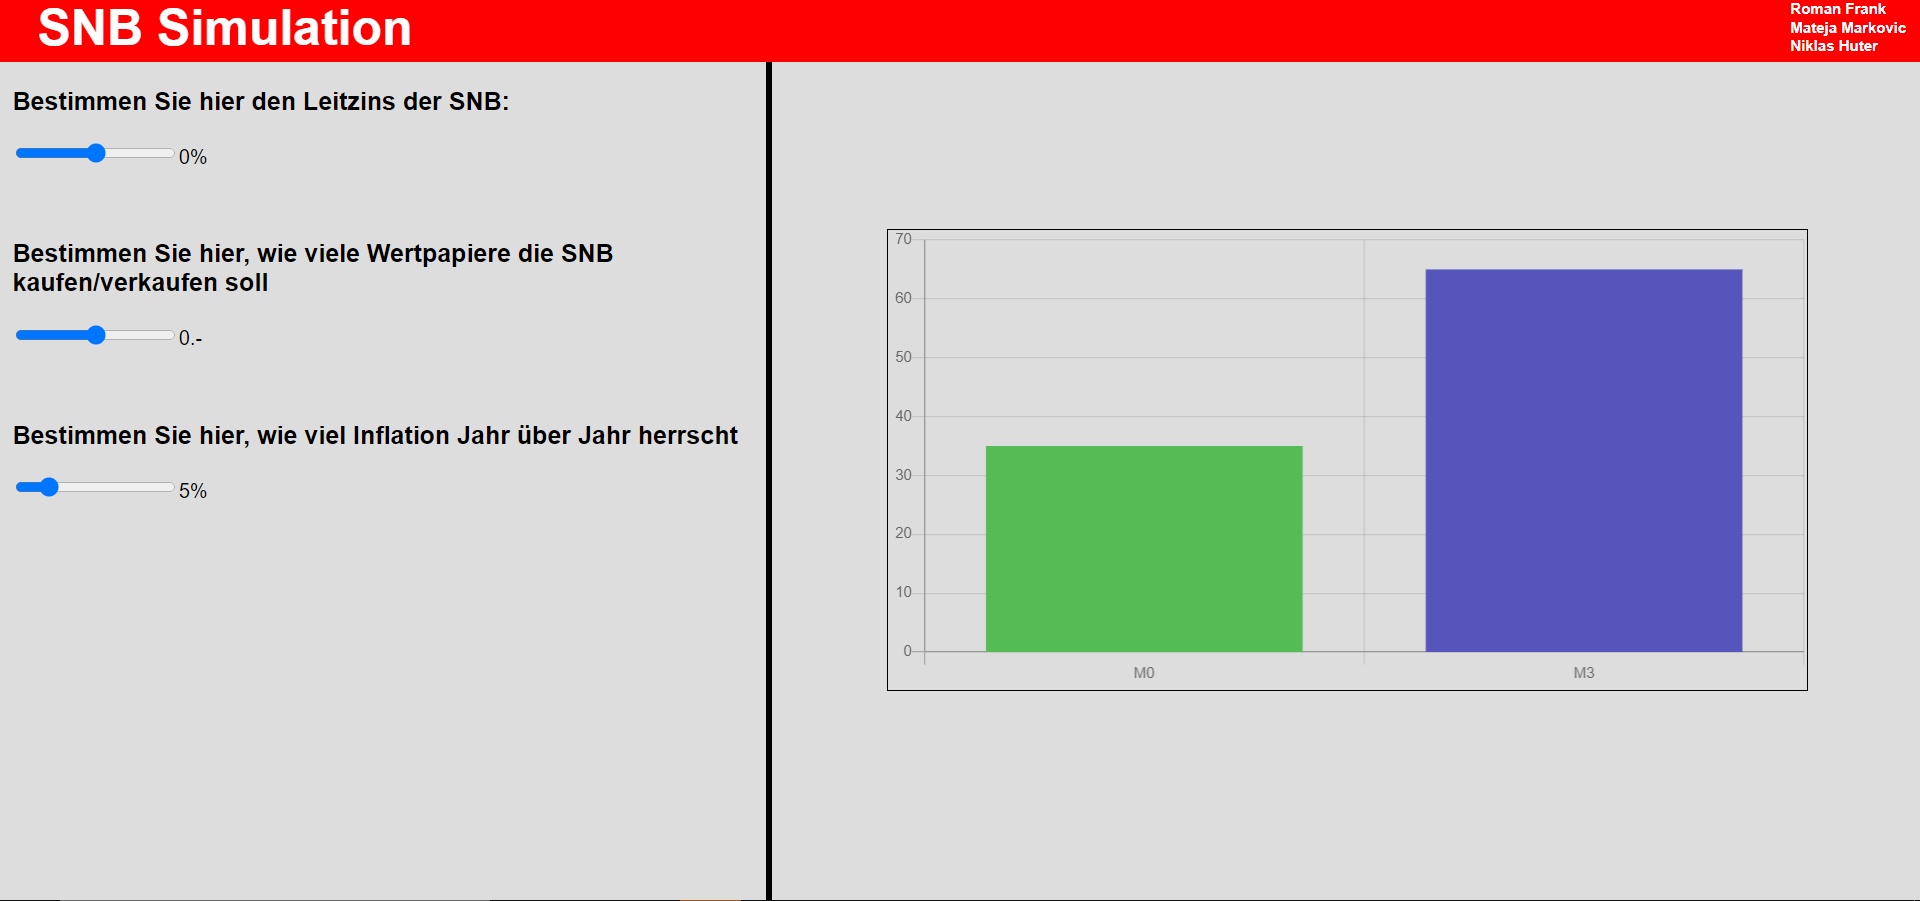 SNB Simulation
Roman Frank
Mateja Markovic
Niklas Huter
Bestimmen Sie hier den Leitzins der SNB:
0%
Bestimmen Sie hier, wie viele Wertpapiere die SNB
kaufen/verkaufen soll
0.-
Bestimmen Sie hier, wie viel Inflation Jahr über Jahr herrscht
5%
70
60
50
40
30
20
10
0
M0 M3